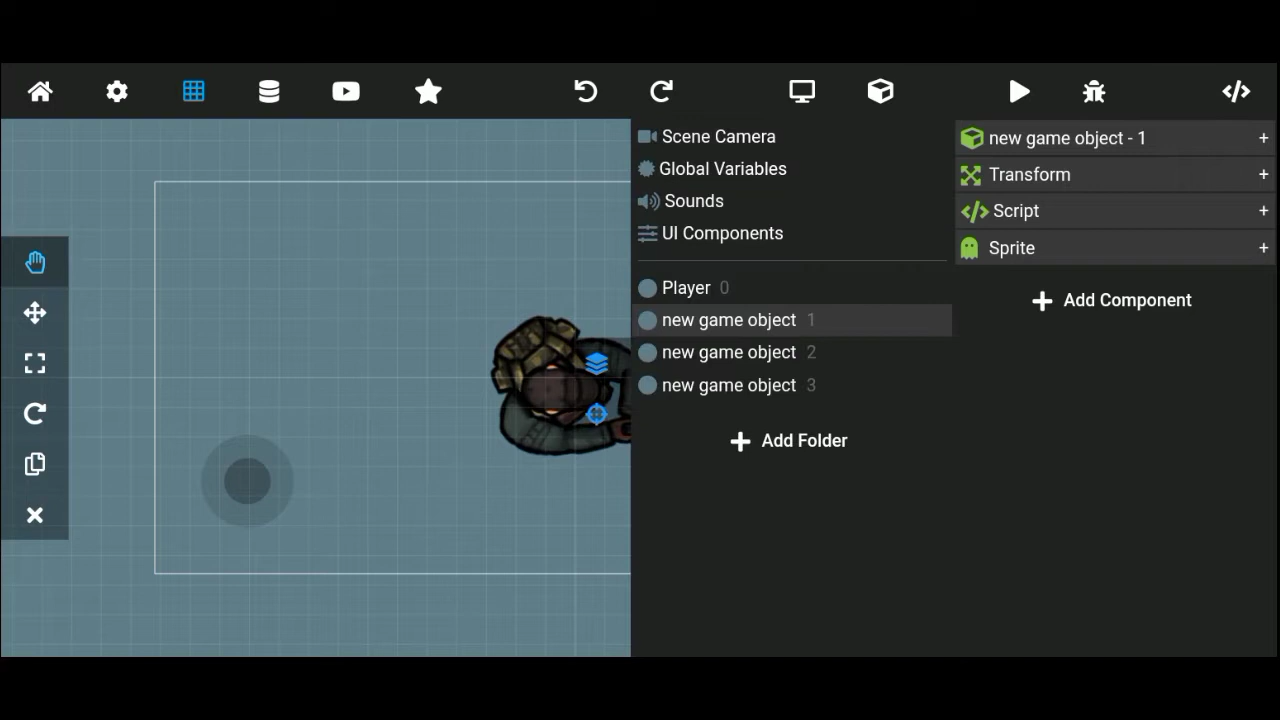 Scene Camera
Global Variables
Sounds
UI Components
Player 0
new game object 1
new game object 2
new game object 3
+ Add Folder
new game object - 1 +
Transform +
Script +
Sprite +
+ Add Component